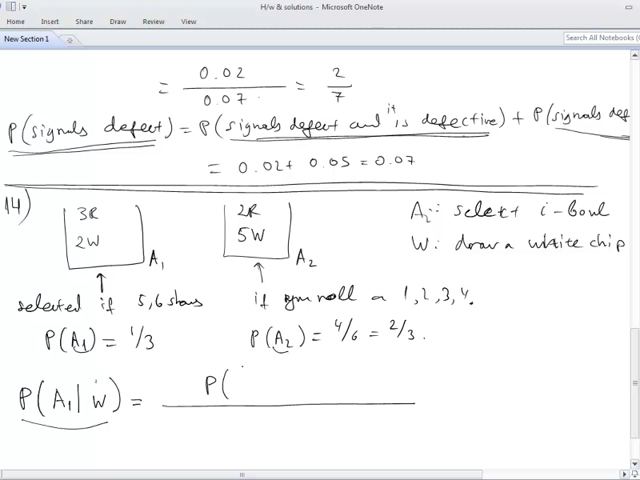 H/w & solutions - Microsoft OneNote
Home Insert Share Draw Review View
New Section 1
Search All Notebooks (
= 0.02 / 0.07 = 2 / 7
P(signals defect) = P(signals defect and it is defective) + P(signals def
= 0.02 + 0.05 = 0.07
14) 3R 2W A1 2R 5W A2 Ai: select i-bowl
W: draw a white chip
selected if 5,6 shows if roll a 1,2,3,4.
P(A1) = 1/3 P(A2) = 4/6 = 2/3.
P(A1 | W) = P(